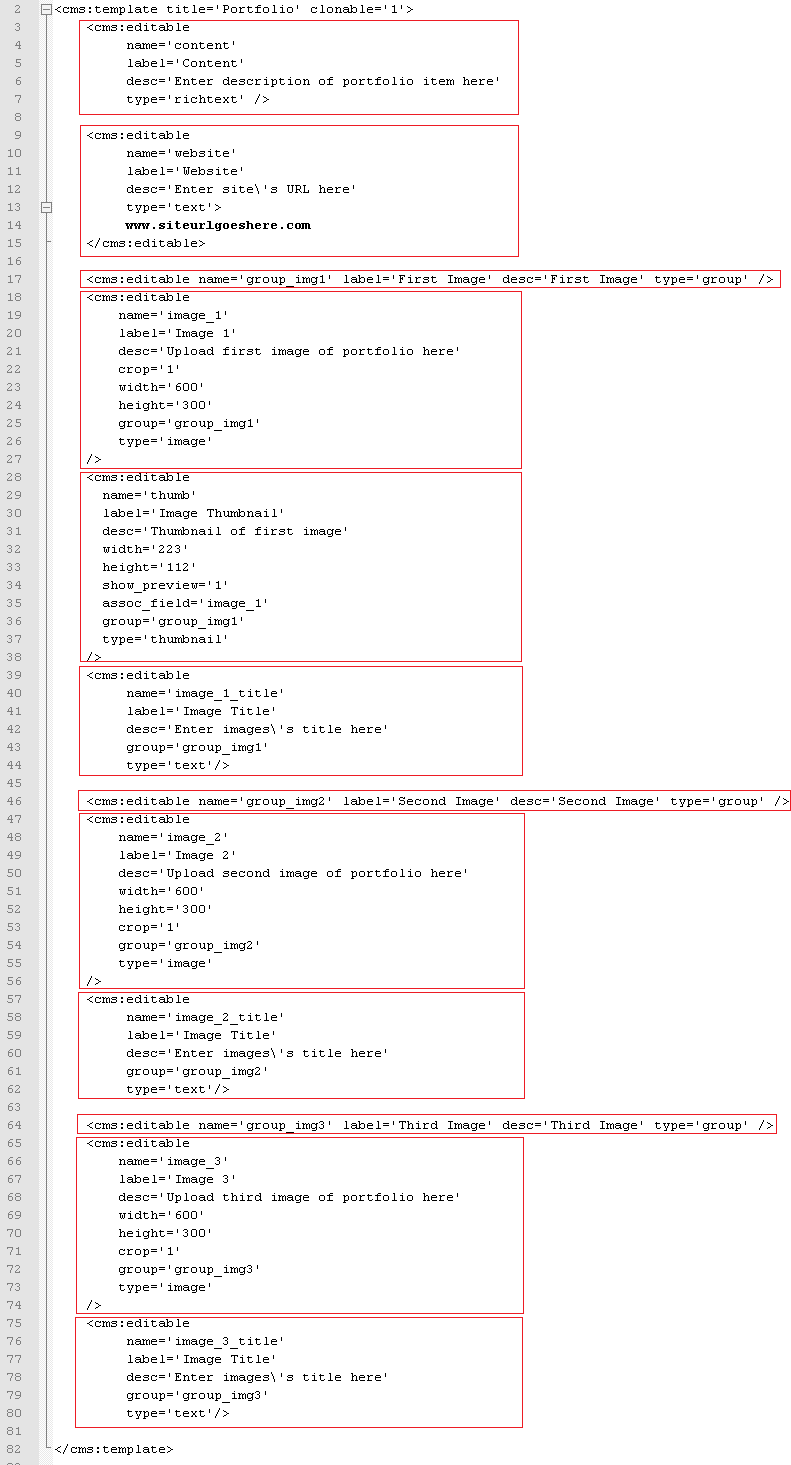 2 <cms:template title='Portfolio' clonable='1'>
3 <cms:editable
4 name='content'
5 label='Content'
6 desc='Enter description of portfolio item here'
7 type='richtext' />
8
9 <cms:editable
10 name='website'
11 label='Website'
12 desc='Enter site\'s URL here'
13 type='text'>
14 www.siteurlgoeshere.com
15 </cms:editable>
16
17 <cms:editable name='group_img1' label='First Image' desc='First Image' type='group' />
18 <cms:editable
19 name='image_1'
20 label='Image 1'
21 desc='Upload first image of portfolio here'
22 crop='1'
23 width='600'
24 height='300'
25 group='group_img1'
26 type='image'
27 />
28 <cms:editable
29 name='thumb'
30 label='Image Thumbnail'
31 desc='Thumbnail of first image'
32 width='223'
33 height='112'
34 show_preview='1'
35 assoc_field='image_1'
36 group='group_img1'
37 type='thumbnail'
38 />
39 <cms:editable
40 name='image_1_title'
41 label='Image Title'
42 desc='Enter images\'s title here'
43 group='group_img1'
44 type='text'/>
45
46 <cms:editable name='group_img2' label='Second Image' desc='Second Image' type='group' />
47 <cms:editable
48 name='image_2'
49 label='Image 2'
50 desc='Upload second image of portfolio here'
51 width='600'
52 height='300'
53 crop='1'
54 group='group_img2'
55 type='image'
56 />
57 <cms:editable
58 name='image_2_title'
59 label='Image Title'
60 desc='Enter images\'s title here'
61 group='group_img2'
62 type='text'/>
63
64 <cms:editable name='group_img3' label='Third Image' desc='Third Image' type='group' />
65 <cms:editable
66 name='image_3'
67 label='Image 3'
68 desc='Upload third image of portfolio here'
69 width='600'
70 height='300'
71 crop='1'
72 group='group_img3'
73 type='image'
74 />
75 <cms:editable
76 name='image_3_title'
77 label='Image Title'
78 desc='Enter images\'s title here'
79 group='group_img3'
80 type='text'/>
81
82 </cms:template>